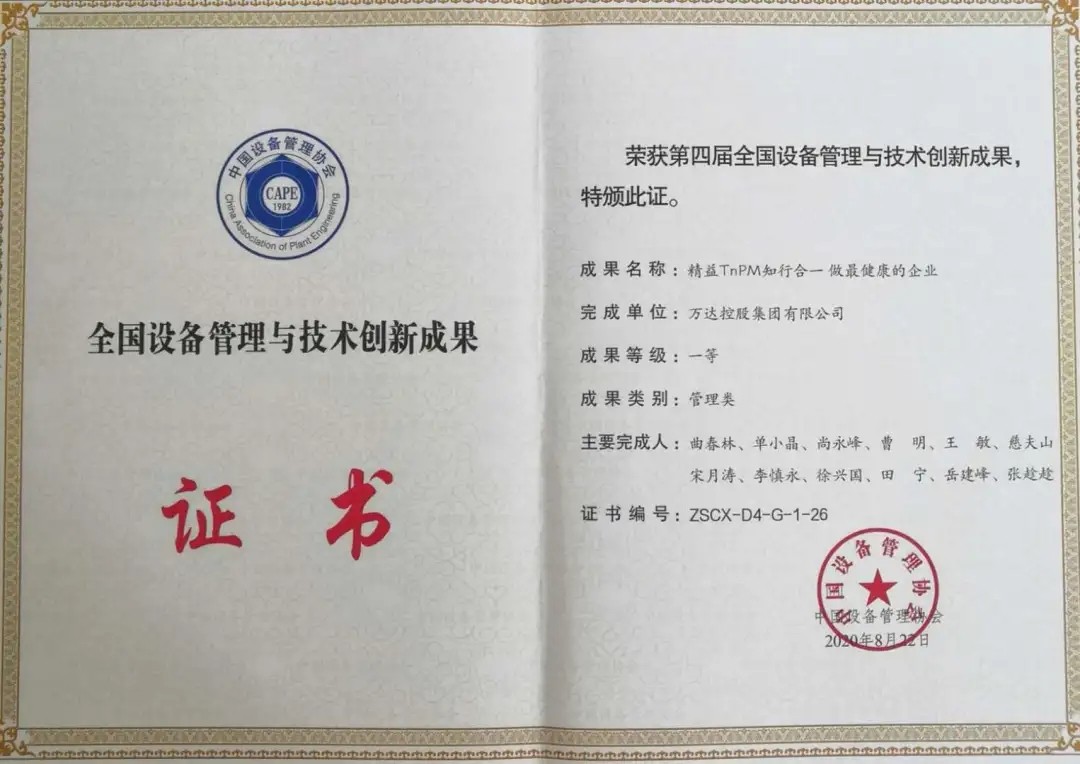 中国设备管理协会
CAPE
1982
China Association of Plant Engineering
全国设备管理与技术创新成果
证 书
荣获第四届全国设备管理与技术创新成果，
特颁此证。
成果名称：精益TnPM知行合一 做最健康的企业
完成单位：万达控股集团有限公司
成果等级：一等
成果类别：管理类
主要完成人：曲春林、单小晶、尚永峰、曹 明、王 敏、慈夫山
宋月涛、李慎永、徐兴国、田 宁、岳建峰、张趁趁
证书编号：ZSCX-D4-G-1-26
中国设备管理协会
中国设备管理协会
2020年8月22日